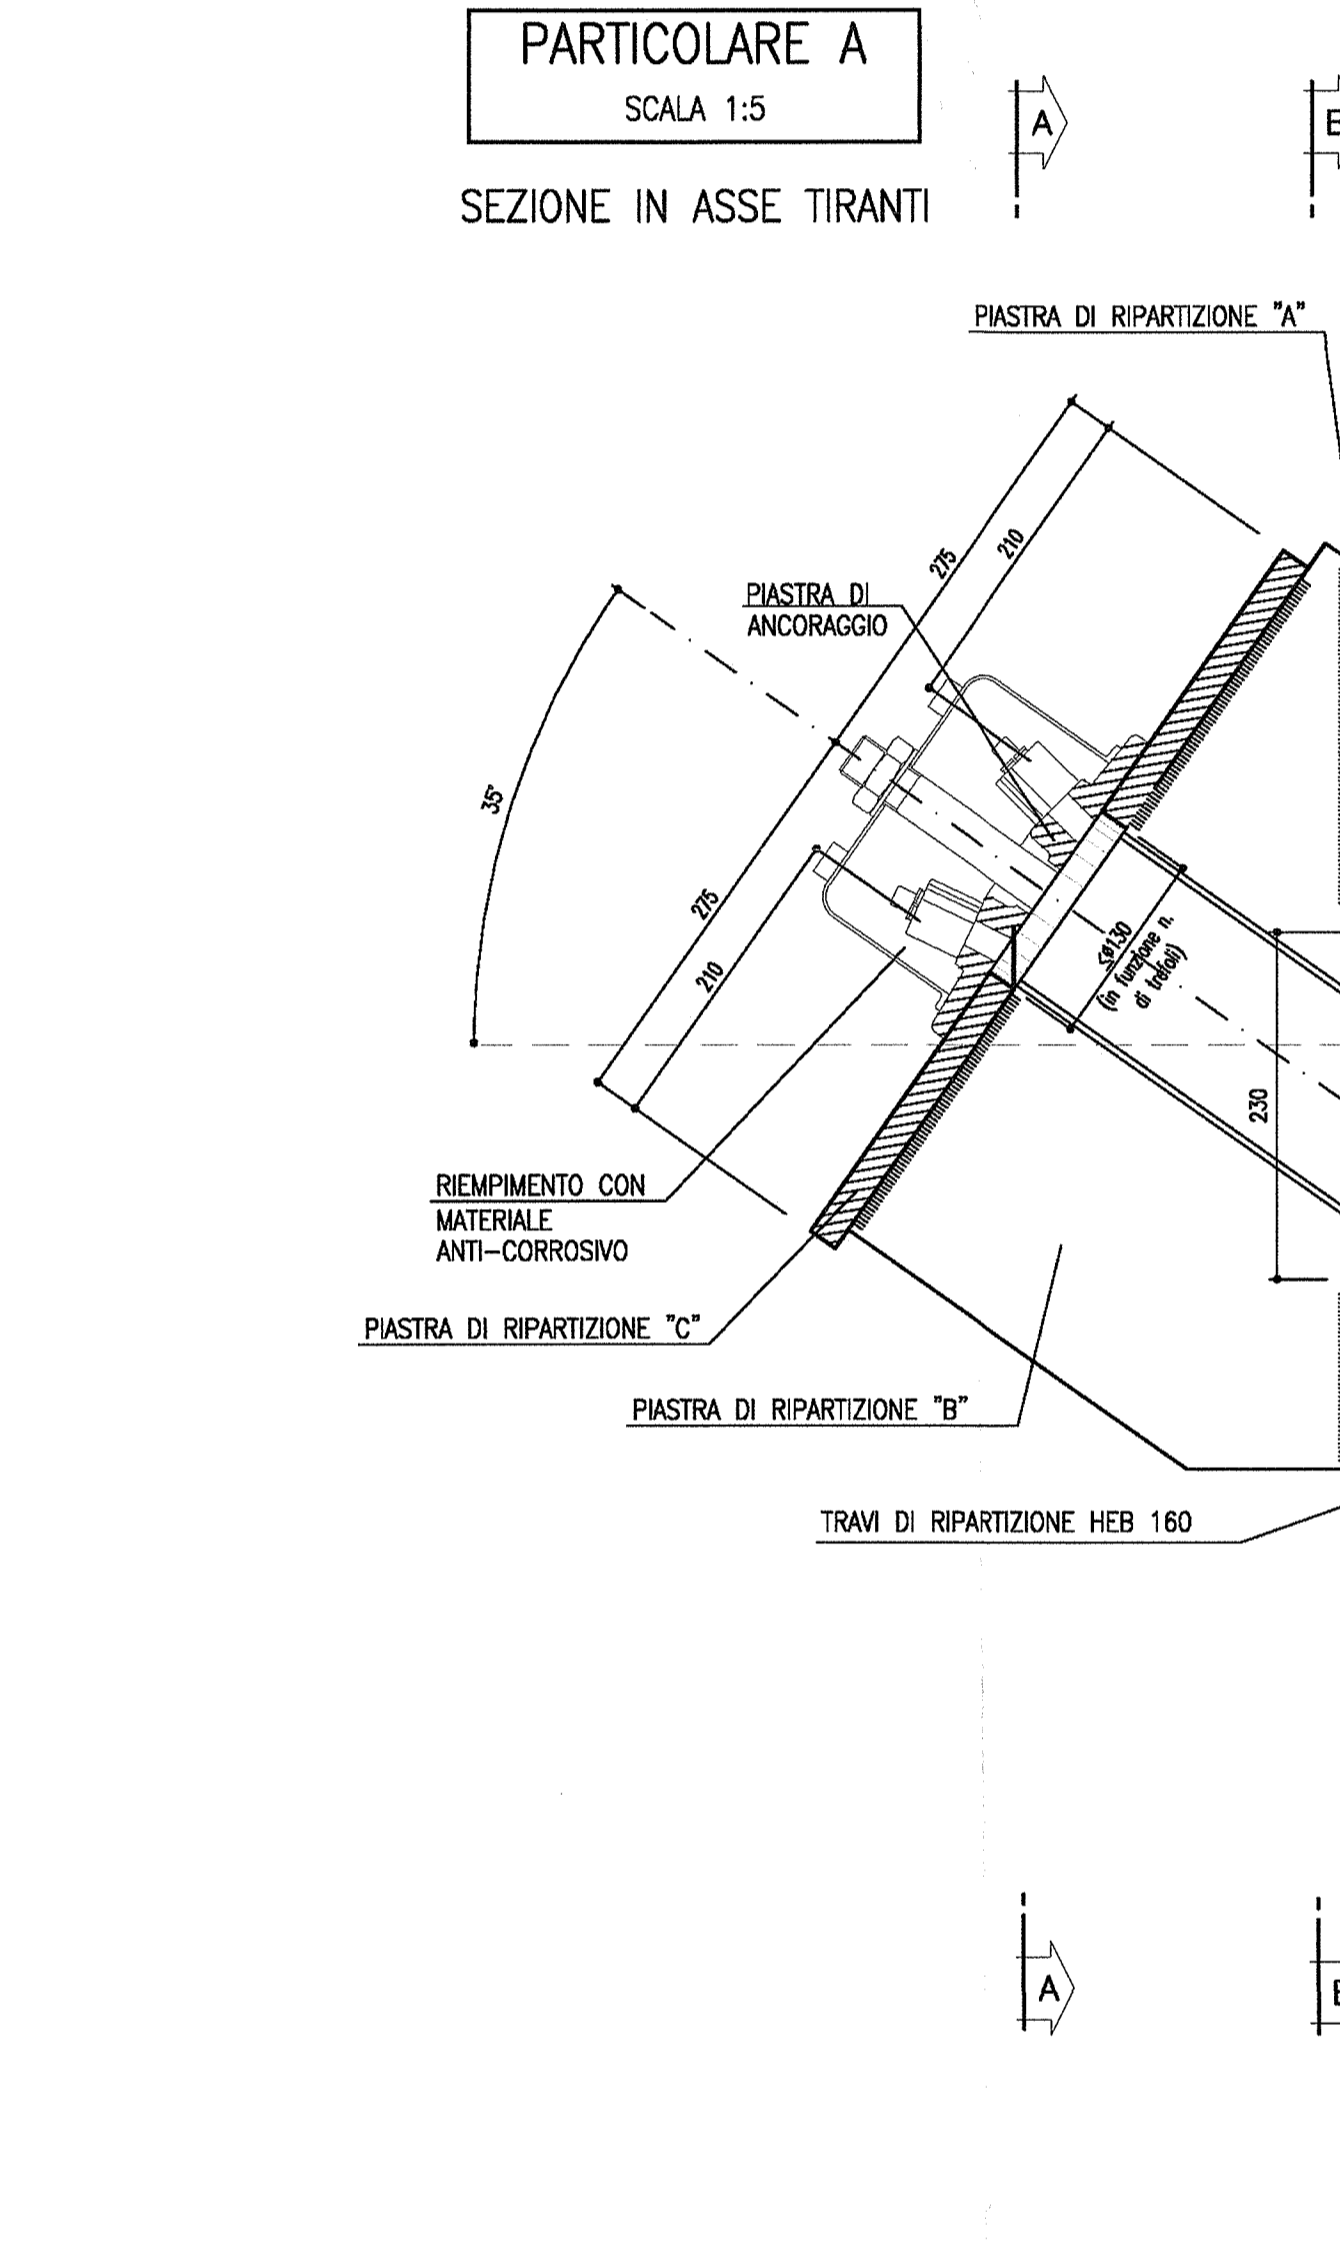 PARTICOLARE A
SCALA 1:5
SEZIONE IN ASSE TIRANTI
A
PIASTRA DI RIPARTIZIONE "A"
275
210
PIASTRA DI
ANCORAGGIO
35°
275
210
≤ø130
(in funzione n.
di trefoli)
230
RIEMPIMENTO CON
MATERIALE
ANTI-CORROSIVO
PIASTRA DI RIPARTIZIONE "C"
PIASTRA DI RIPARTIZIONE "B"
TRAVI DI RIPARTIZIONE HEB 160
A